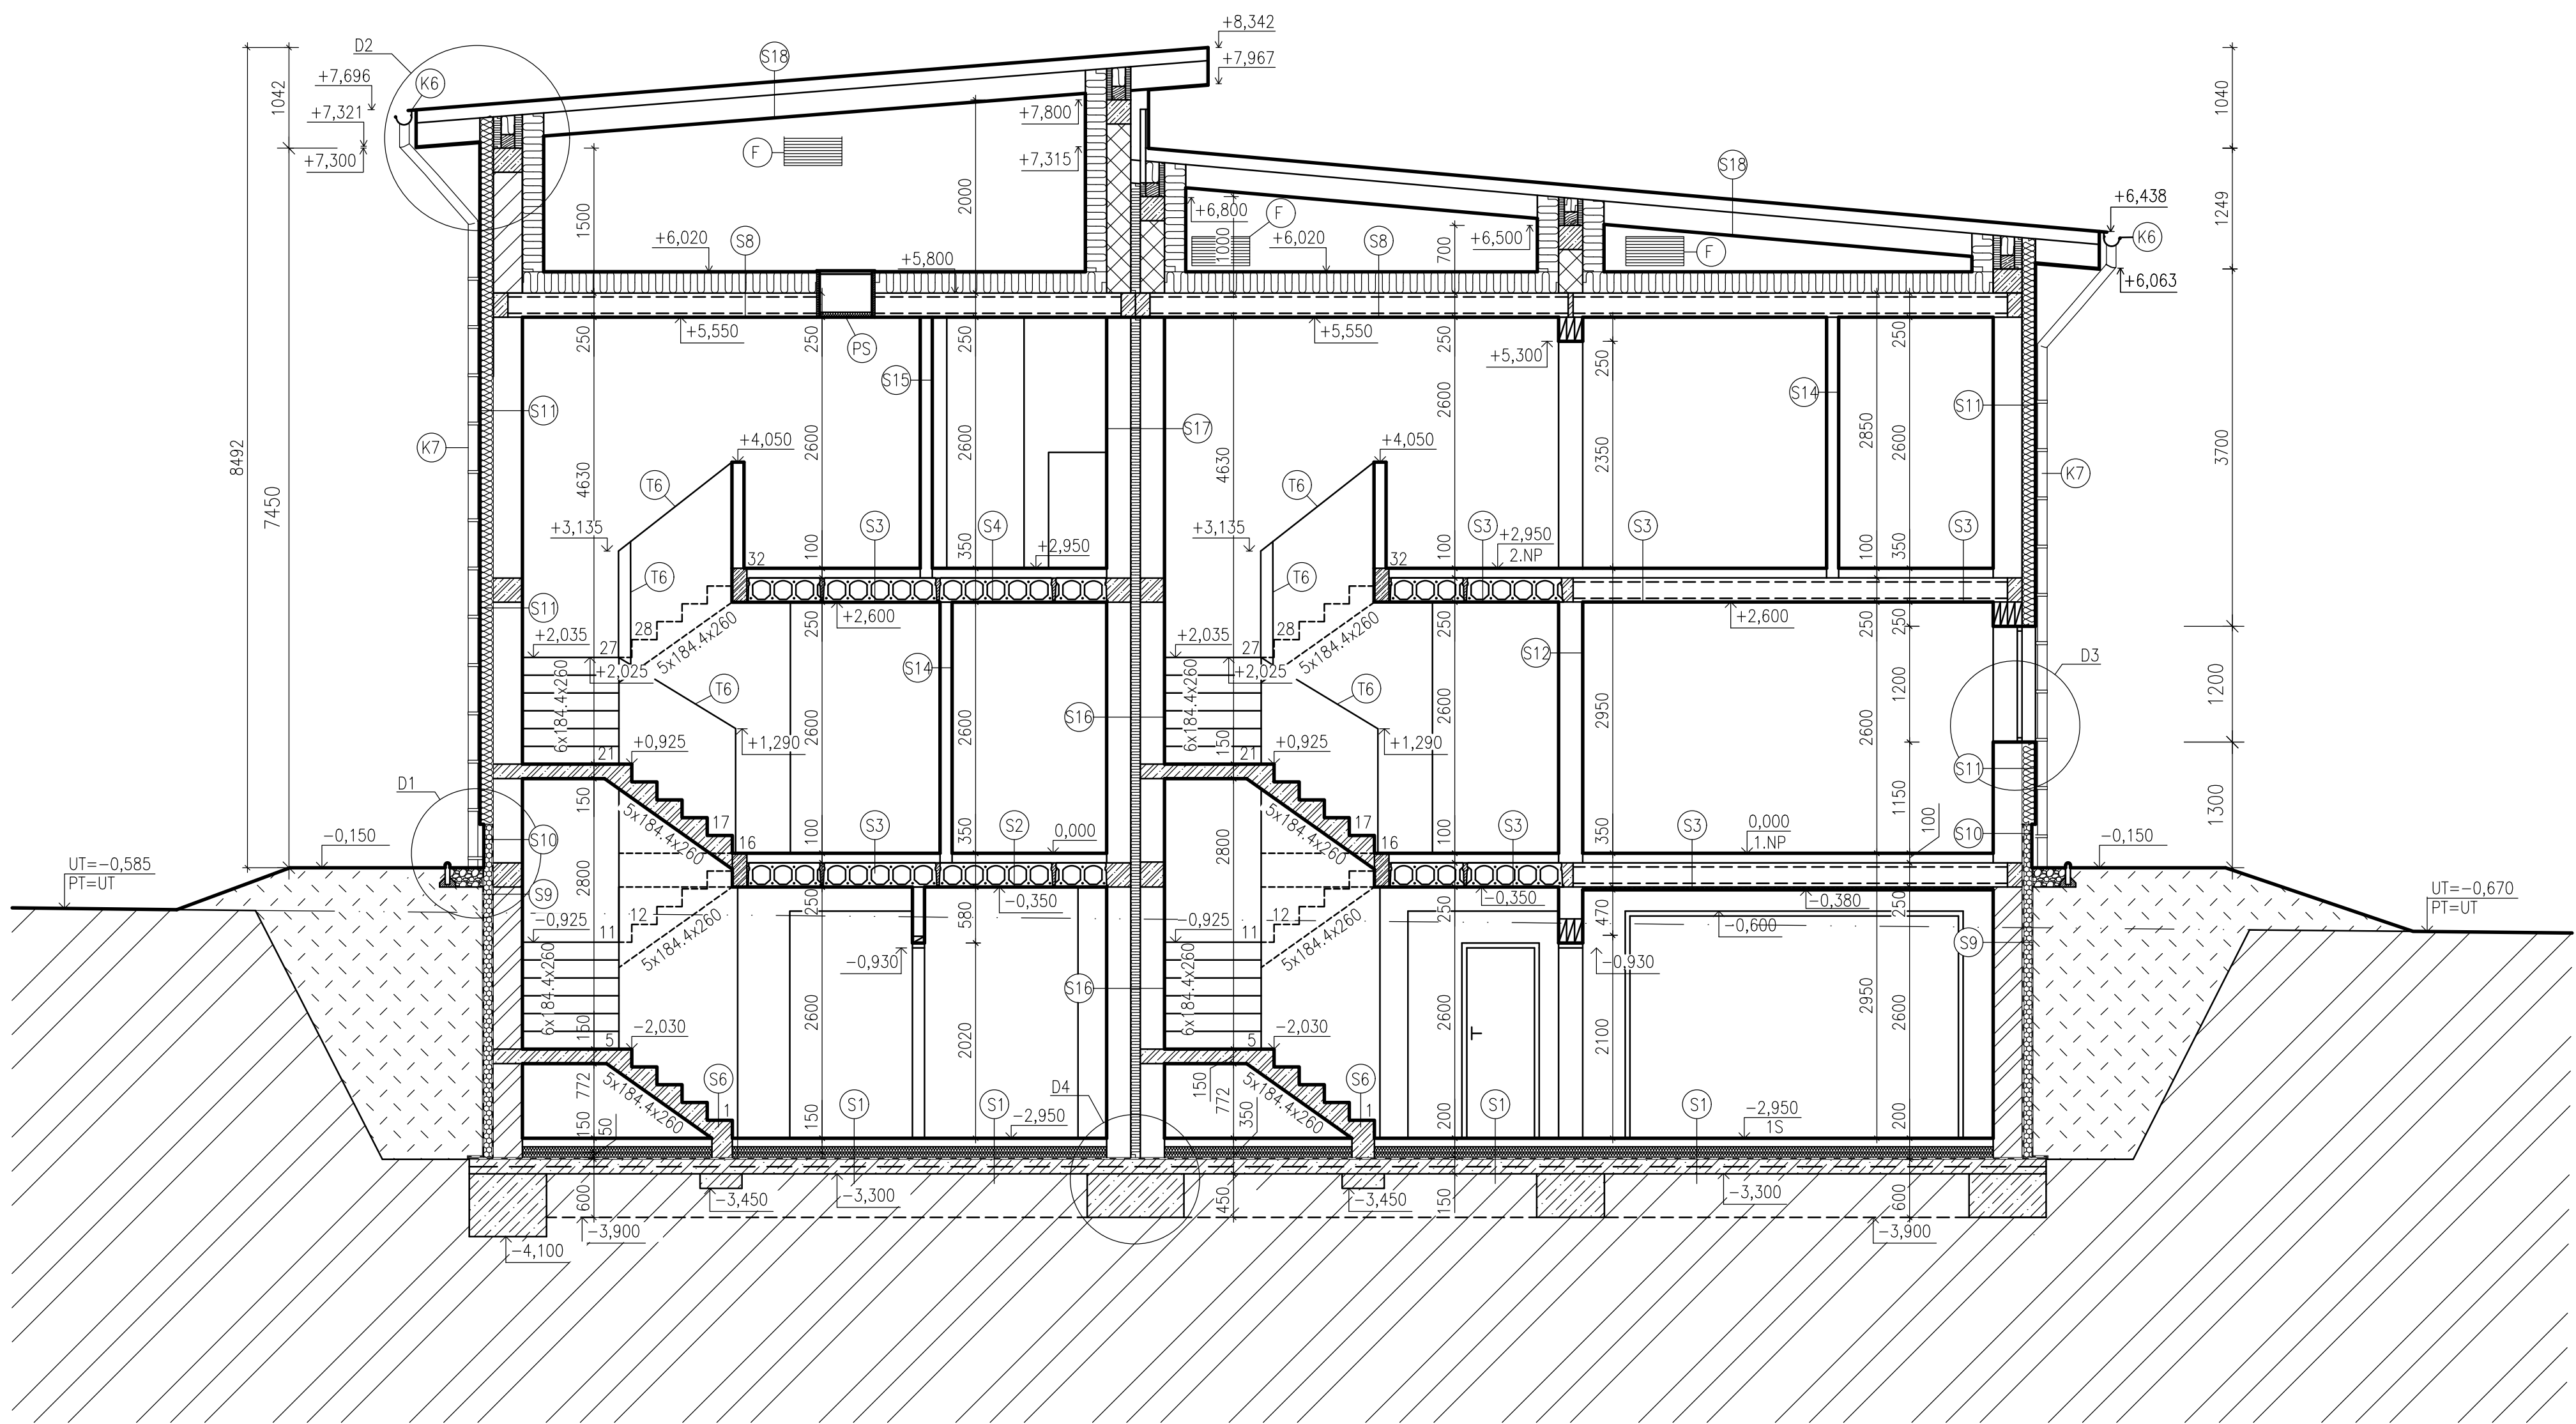 +8,342
D2
S18
+7,967
+7,696
K6
1042
1040
+7,321
+7,800
F
+7,300
+7,315
S18
1500
2000
+6,800
F
+6,438
1249
1000
+6,020
S8
+6,020
S8
700
+6,500
F
K6
+5,800
+6,063
250
+5,550
250
PS
250
+5,550
250
+5,300
250
250
S15
S14
S11
S11
K7
8492
7450
4630
2600
+4,050
2600
S17
4630
+4,050
2600
2350
2850
2600
3700
K7
T6
T6
+3,135
100
S3
350
S4
+2,950
+3,135
32
32
S3
100
+2,950
2.NP
S3
100
350
S3
T6
T6
S11
28
5x184.4x260
250
+2,600
28
5x184.4x260
250
+2,600
250
250
+2,035
27
+2,025
+2,035
27
+2,025
S12
D3
S14
T6
T6
6x184.4x260
6x184.4x260
1200
1200
S16
2600
2600
2600
2950
2600
21
+0,925
+1,290
150
21
+0,925
+1,290
S11
D1
150
5x184.4x260
5x184.4x260
1150
1300
17
16
17
16
S10
100
S3
350
S2
0,000
100
S3
350
S3
0,000
1.NP
100
S10
−0,150
−0,150
UT=−0,585
PT=UT
UT=−0,670
PT=UT
2800
2800
S9
250
−0,350
250
−0,350
−0,380
250
−0,925
11
12
5x184.4x260
580
−0,925
11
12
5x184.4x260
470
−0,600
S9
−0,930
−0,930
6x184.4x260
6x184.4x260
S16
2600
2020
2600
2100
2950
2600
150
5
−2,030
5
−2,030
772
5x184.4x260
S6
1
150
772
350
5x184.4x260
S6
1
D4
150
50
150
S1
S1
−2,950
200
S1
S1
−2,950
1S
200
600
−3,450
−3,300
450
−3,450
150
−3,300
600
−3,900
−4,100
−3,900